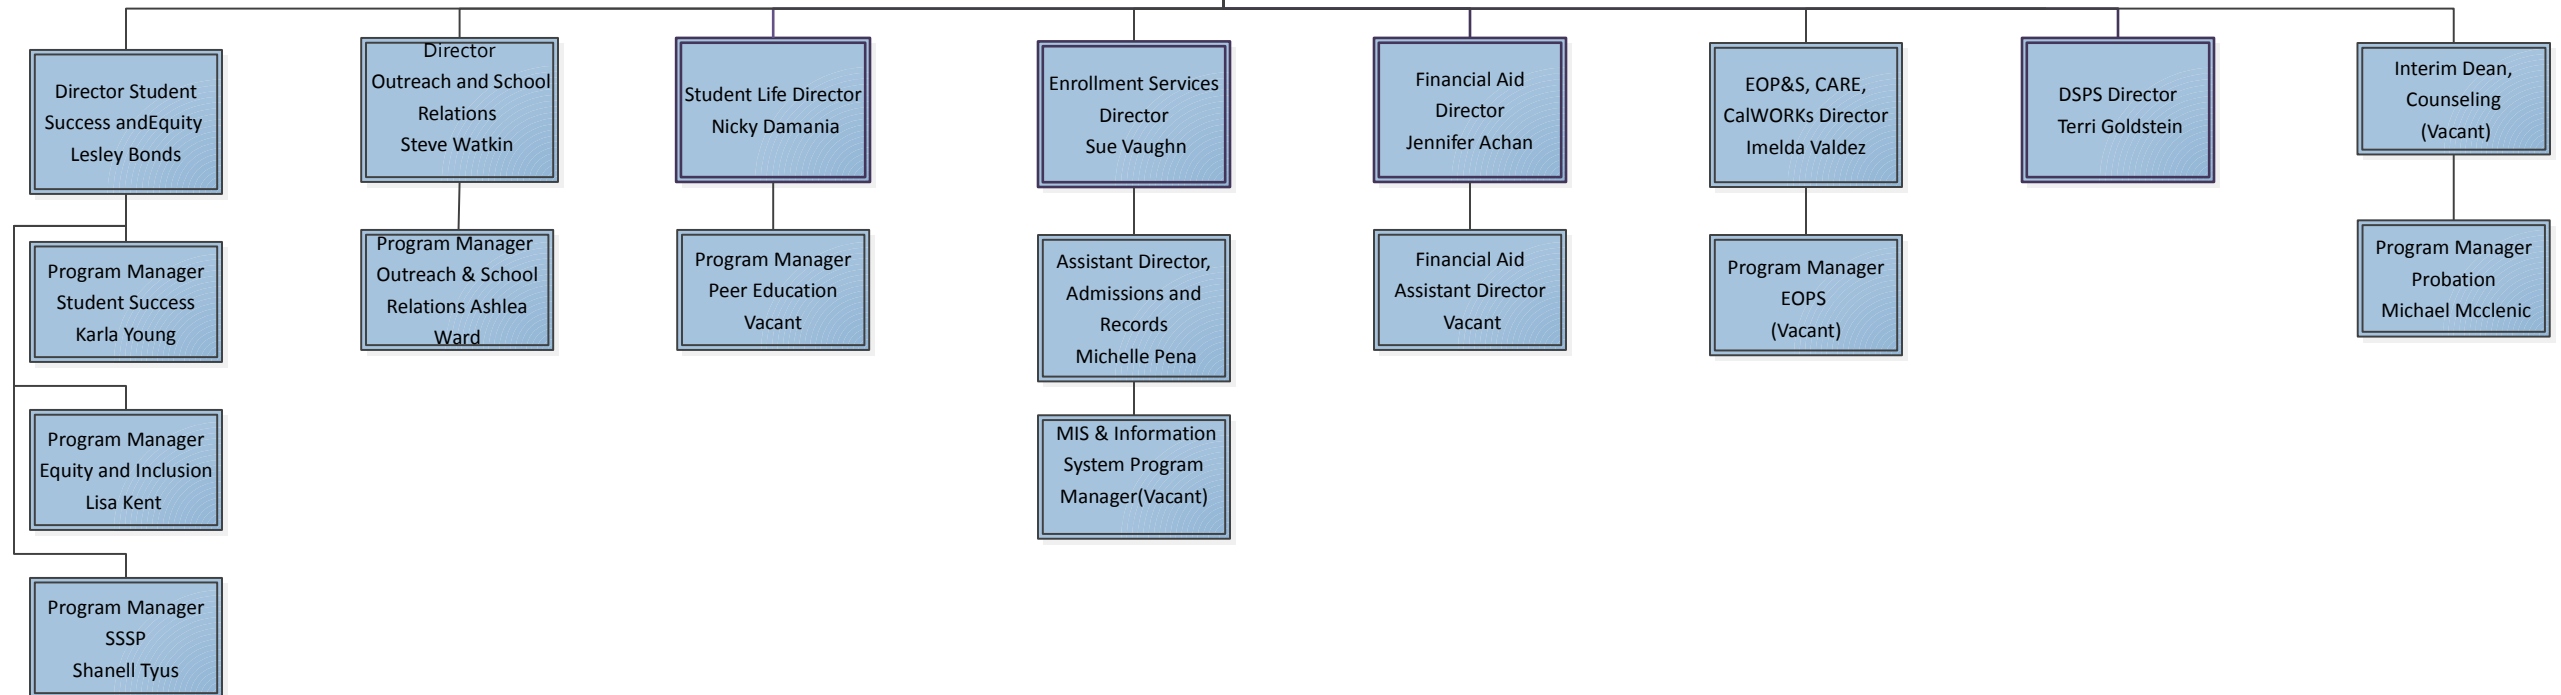 Director Student
Success andEquity
Lesley Bonds
Director
Outreach and School
Relations
Steve Watkin
Student Life Director
Nicky Damania
Enrollment Services
Director
Sue Vaughn
Financial Aid
Director
Jennifer Achan
EOP&S, CARE,
CalWORKs Director
Imelda Valdez
DSPS Director
Terri Goldstein
Interim Dean,
Counseling
(Vacant)
Program Manager
Student Success
Karla Young
Program Manager
Outreach & School
Relations Ashlea
Ward
Program Manager
Peer Education
Vacant
Assistant Director,
Admissions and
Records
Michelle Pena
Financial Aid
Assistant Director
Vacant
Program Manager
EOPS
(Vacant)
Program Manager
Probation
Michael Mcclenic
Program Manager
Equity and Inclusion
Lisa Kent
MIS & Information
System Program
Manager(Vacant)
Program Manager
SSSP
Shanell Tyus